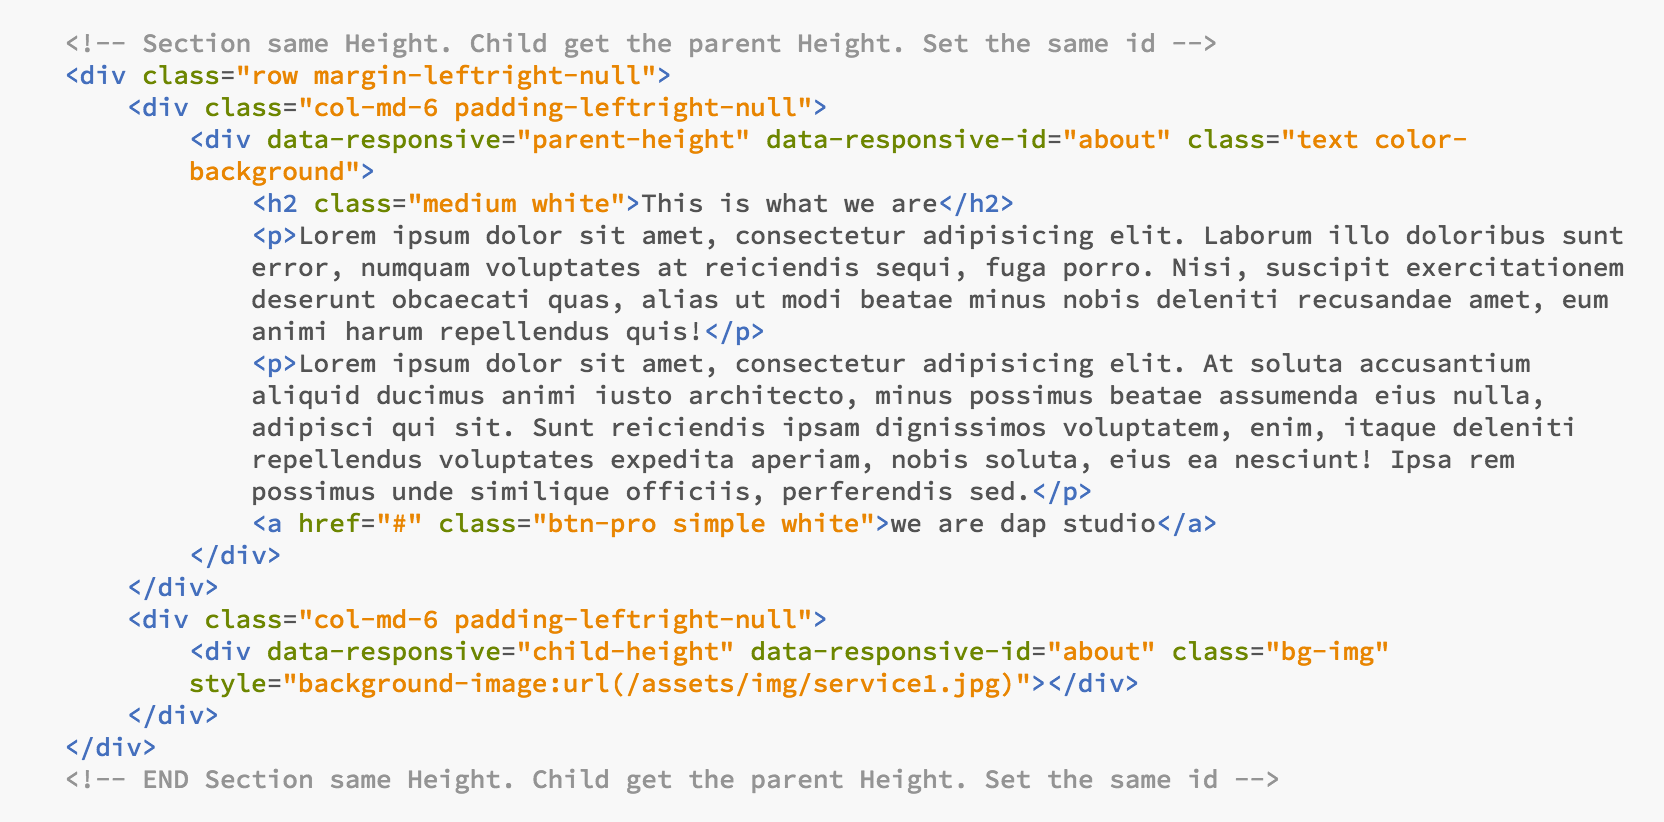 <!-- Section same Height. Child get the parent Height. Set the same id -->
<div class="row margin-leftright-null">
<div class="col-md-6 padding-leftright-null">
<div data-responsive="parent-height" data-responsive-id="about" class="text color-
background">
<h2 class="medium white">This is what we are</h2>
<p>Lorem ipsum dolor sit amet, consectetur adipisicing elit. Laborum illo doloribus sunt
error, numquam voluptates at reiciendis sequi, fuga porro. Nisi, suscipit exercitationem
deserunt obcaecati quas, alias ut modi beatae minus nobis deleniti recusandae amet, eum
animi harum repellendus quis!</p>
<p>Lorem ipsum dolor sit amet, consectetur adipisicing elit. At soluta accusantium
aliquid ducimus animi iusto architecto, minus possimus beatae assumenda eius nulla,
adipisci qui sit. Sunt reiciendis ipsam dignissimos voluptatem, enim, itaque deleniti
repellendus voluptates expedita aperiam, nobis soluta, eius ea nesciunt! Ipsa rem
possimus unde similique officiis, perferendis sed.</p>
<a href="#" class="btn-pro simple white">we are dap studio</a>
</div>
</div>
<div class="col-md-6 padding-leftright-null">
<div data-responsive="child-height" data-responsive-id="about" class="bg-img"
style="background-image:url(/assets/img/service1.jpg)"></div>
</div>
</div>
<!-- END Section same Height. Child get the parent Height. Set the same id -->